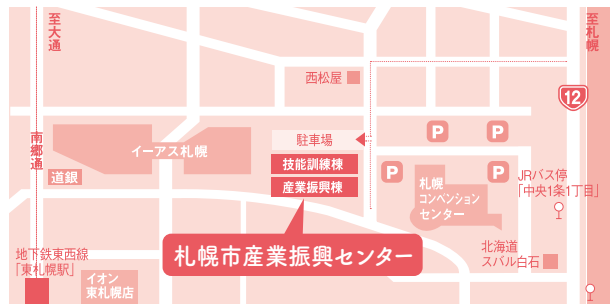 至大通
至札幌
西松屋
12
南郷通
イーアス札幌
駐車場
P
P
道銀
技能訓練棟
産業振興棟
P
P
札幌
コンベンション
センター
JRバス停
「中央1条1丁目」
札幌市産業振興センター
地下鉄東西線
「東札幌駅」
イオン
東札幌店
北海道
スバル白石